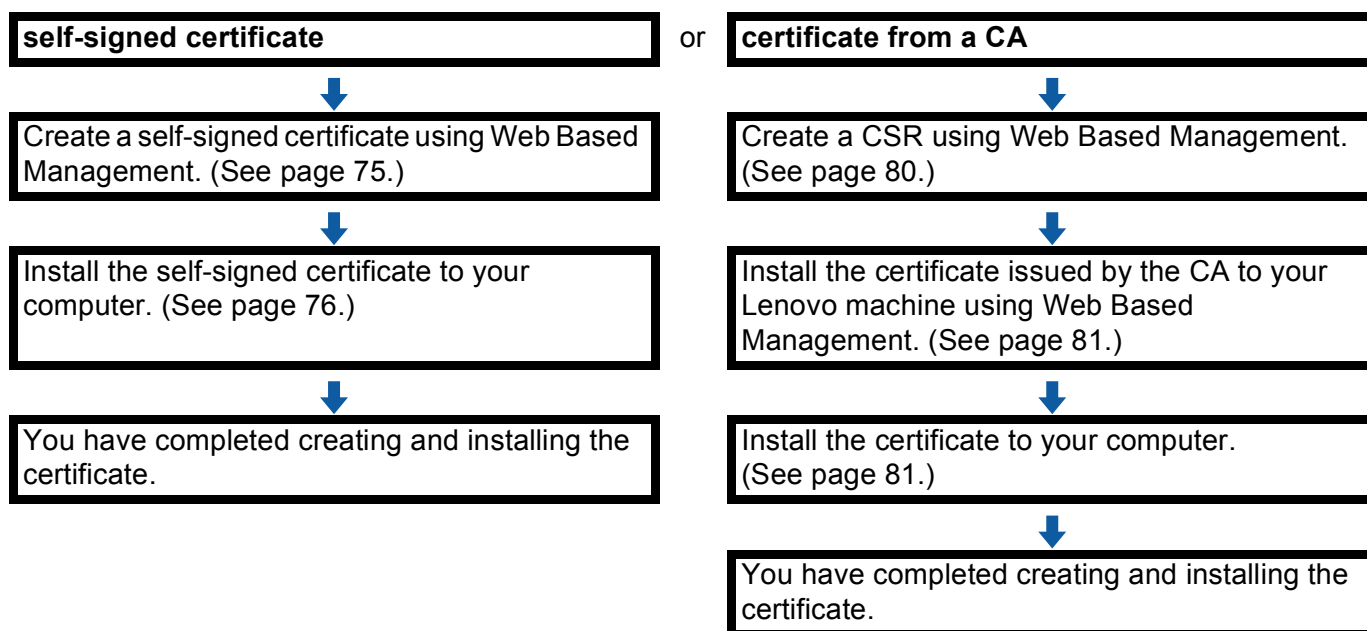 self-signed certificate
or
certificate from a CA
Create a self-signed certificate using Web Based
Management. (See page 75.)
Install the self-signed certificate to your
computer. (See page 76.)
You have completed creating and installing the
certificate.
Create a CSR using Web Based Management.
(See page 80.)
Install the certificate issued by the CA to your
Lenovo machine using Web Based
Management. (See page 81.)
Install the certificate to your computer.
(See page 81.)
You have completed creating and installing the
certificate.